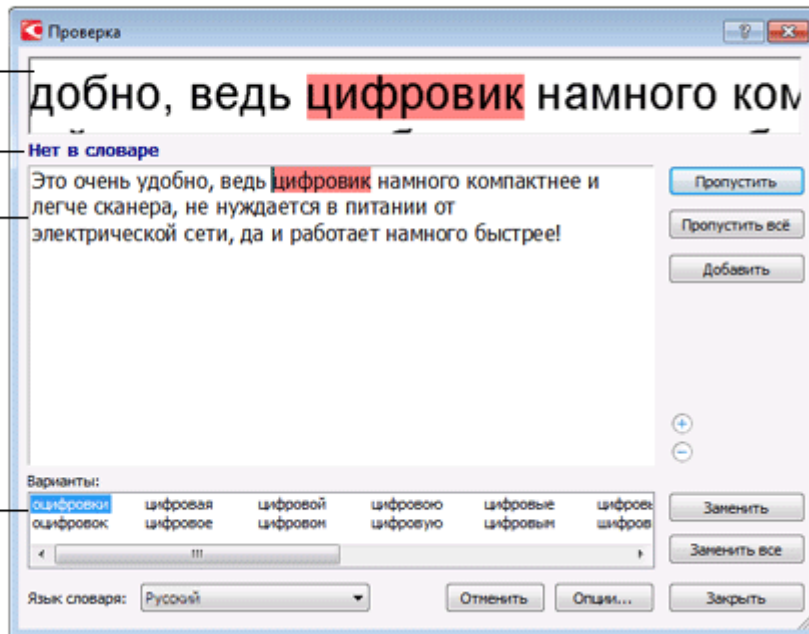 Проверка
добно, ведь цифровик намного ком
Нет в словаре
Это очень удобно, ведь цифровик намного компактнее и
легче сканера, не нуждается в питании от
электрической сети, да и работает намного быстрее!
Пропустить
Пропустить всё
Добавить
Варианты:
оцифровки цифровая цифровой цифровою цифровые цифровы
оцифровок цифровое цифровом цифровую цифровым шифров
Заменить
Заменить все
Язык словаря: Русский Отменить Опции... Закрыть